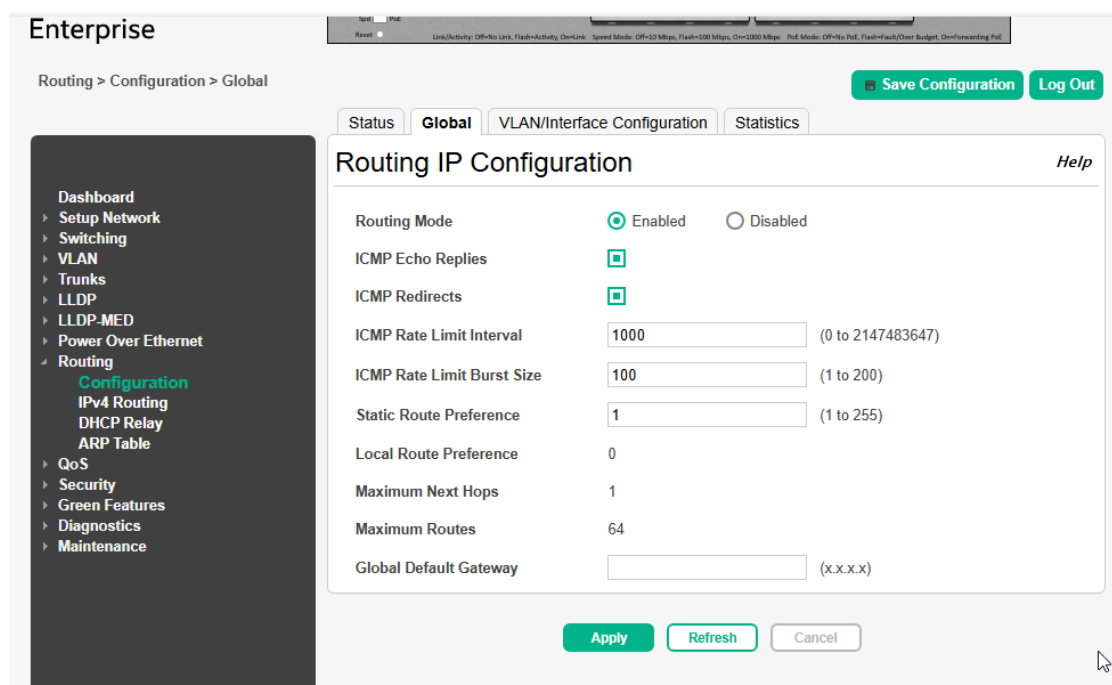 Enterprise
Spd PoE
Reset
Link/Activity: Off=No Link, Flash=Activity, On=Link Speed Mode: Off=10 Mbps, Flash=100 Mbps, On=1000 Mbps PoE Mode: Off=No PoE, Flash=Fault/Over Budget, On=Forwarding PoE
Routing > Configuration > Global
Save Configuration
Log Out
Status
Global
VLAN/Interface Configuration
Statistics
Routing IP Configuration
Help
Dashboard
Setup Network
Switching
VLAN
Trunks
LLDP
LLDP-MED
Power Over Ethernet
Routing
Configuration
IPv4 Routing
DHCP Relay
ARP Table
QoS
Security
Green Features
Diagnostics
Maintenance
Routing Mode Enabled Disabled
ICMP Echo Replies
ICMP Redirects
ICMP Rate Limit Interval 1000 (0 to 2147483647)
ICMP Rate Limit Burst Size 100 (1 to 200)
Static Route Preference 1 (1 to 255)
Local Route Preference 0
Maximum Next Hops 1
Maximum Routes 64
Global Default Gateway (x.x.x.x)
Apply
Refresh
Cancel